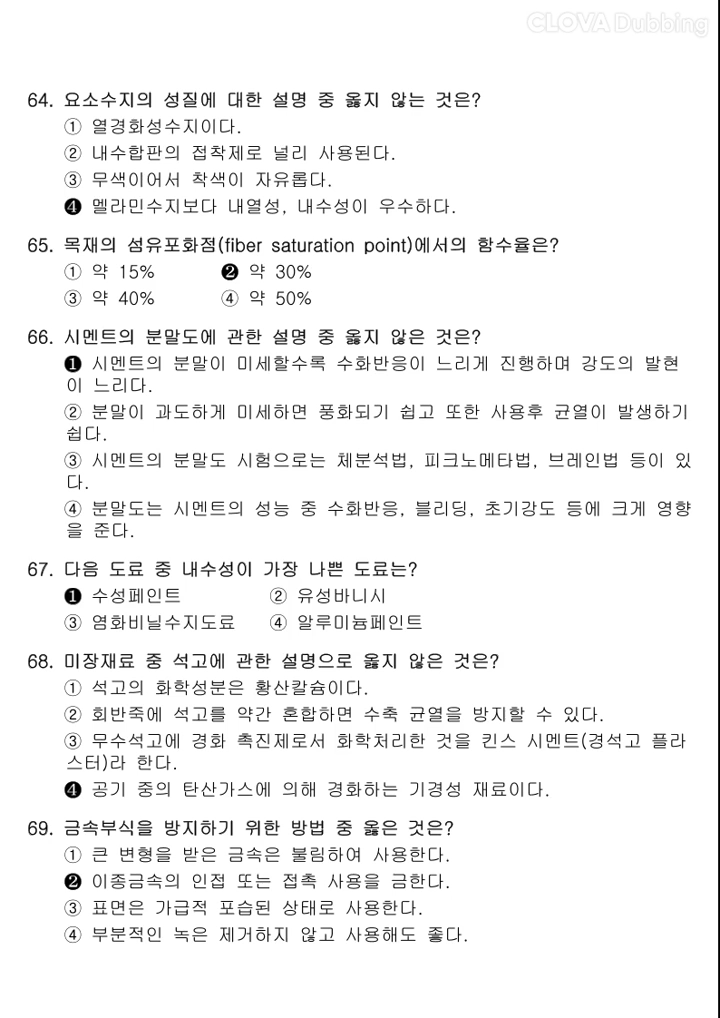 CLOVA Dubbing
64. 요소수지의 성질에 대한 설명 중 옳지 않는 것은?
① 열경화성수지이다.
② 내수합판의 접착제로 널리 사용된다.
③ 무색이어서 착색이 자유롭다.
❹ 멜라민수지보다 내열성, 내수성이 우수하다.
65. 목재의 섬유포화점(fiber saturation point)에서의 함수율은?
① 약 15% ❷ 약 30%
③ 약 40% ④ 약 50%
66. 시멘트의 분말도에 관한 설명 중 옳지 않은 것은?
❶ 시멘트의 분말이 미세할수록 수화반응이 느리게 진행하며 강도의 발현
이 느리다.
② 분말이 과도하게 미세하면 풍화되기 쉽고 또한 사용후 균열이 발생하기
쉽다.
③ 시멘트의 분말도 시험으로는 체분석법, 피크노메타법, 브레인법 등이 있
다.
④ 분말도는 시멘트의 성능 중 수화반응, 블리딩, 초기강도 등에 크게 영향
을 준다.
67. 다음 도료 중 내수성이 가장 나쁜 도료는?
❶ 수성페인트 ② 유성바니시
③ 염화비닐수지도료 ④ 알루미늄페인트
68. 미장재료 중 석고에 관한 설명으로 옳지 않은 것은?
① 석고의 화학성분은 황산칼슘이다.
② 회반죽에 석고를 약간 혼합하면 수축 균열을 방지할 수 있다.
③ 무수석고에 경화 촉진제로서 화학처리한 것을 킨스 시멘트(경석고 플라
스터)라 한다.
❹ 공기 중의 탄산가스에 의해 경화하는 기경성 재료이다.
69. 금속부식을 방지하기 위한 방법 중 옳은 것은?
① 큰 변형을 받은 금속은 불림하여 사용한다.
❷ 이종금속의 인접 또는 접촉 사용을 금한다.
③ 표면은 가급적 포습된 상태로 사용한다.
④ 부분적인 녹은 제거하지 않고 사용해도 좋다.